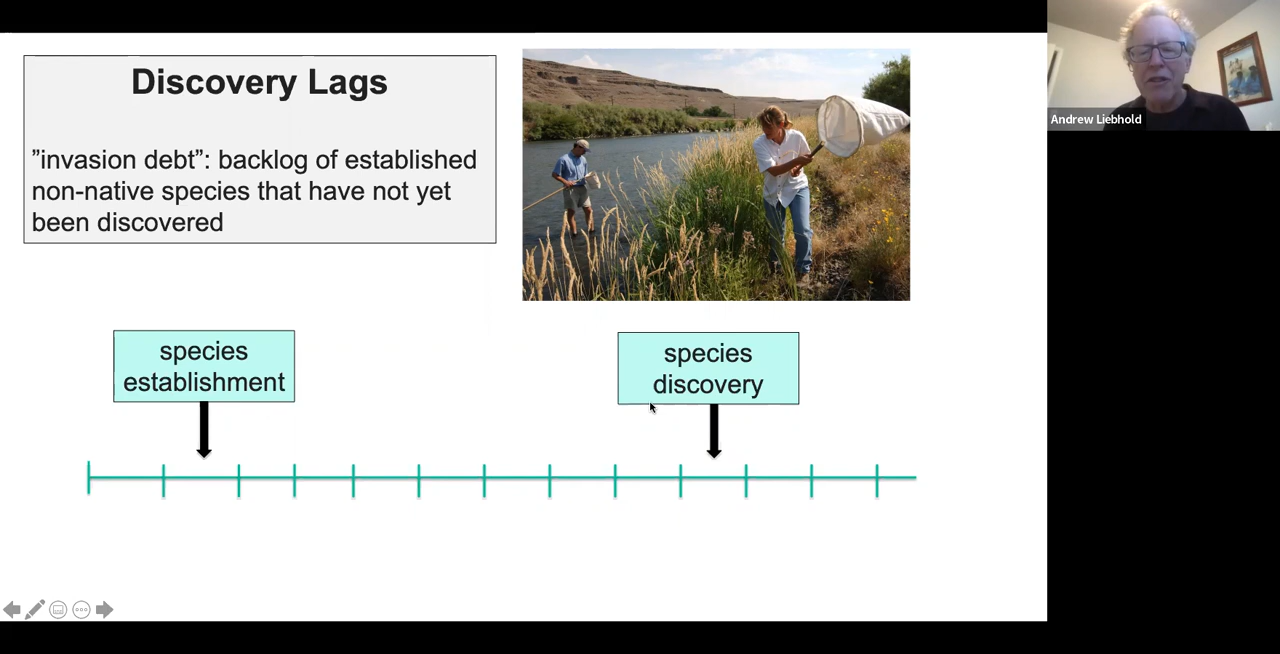 Discovery Lags
”invasion debt”: backlog of established
non-native species that have not yet
been discovered
species
establishment
species
discovery
Andrew Liebhold